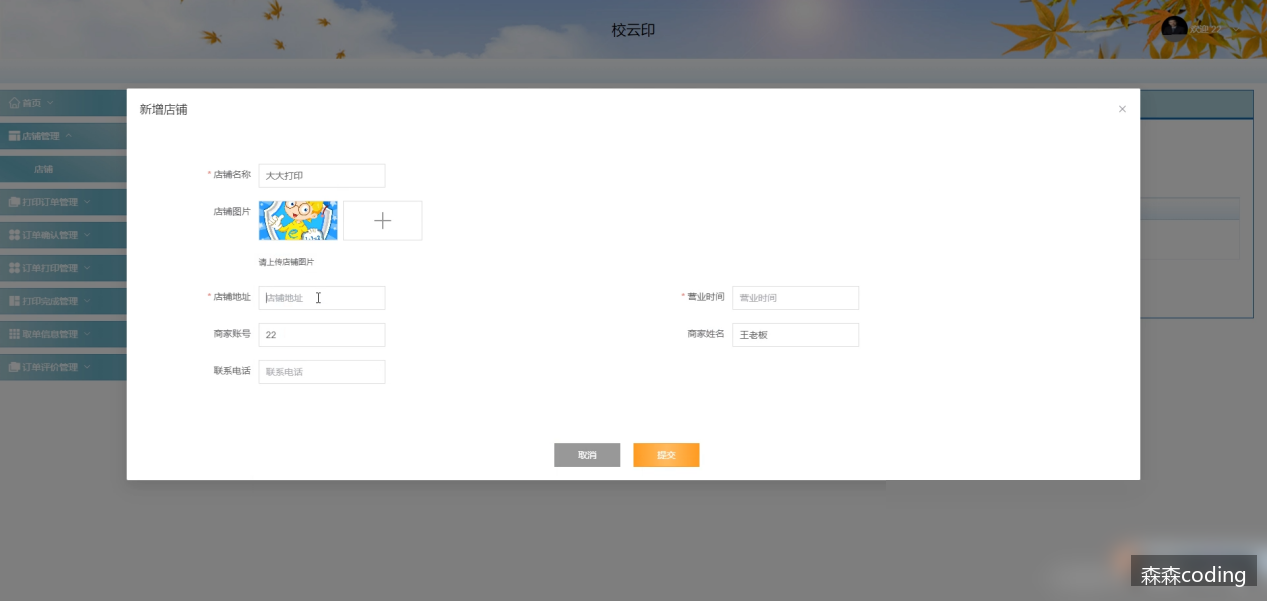 校云印
欢迎 22
首页
店铺管理
店铺
打印订单管理
订单确认管理
订单打印管理
打印完成管理
取单信息管理
订单评价管理
新增店铺
* 店铺名称 大大打印
店铺图片
请上传店铺图片
* 店铺地址 店铺地址
* 营业时间 营业时间
商家账号 22
商家姓名 王老板
联系电话 联系电话
取消
提交
森森coding